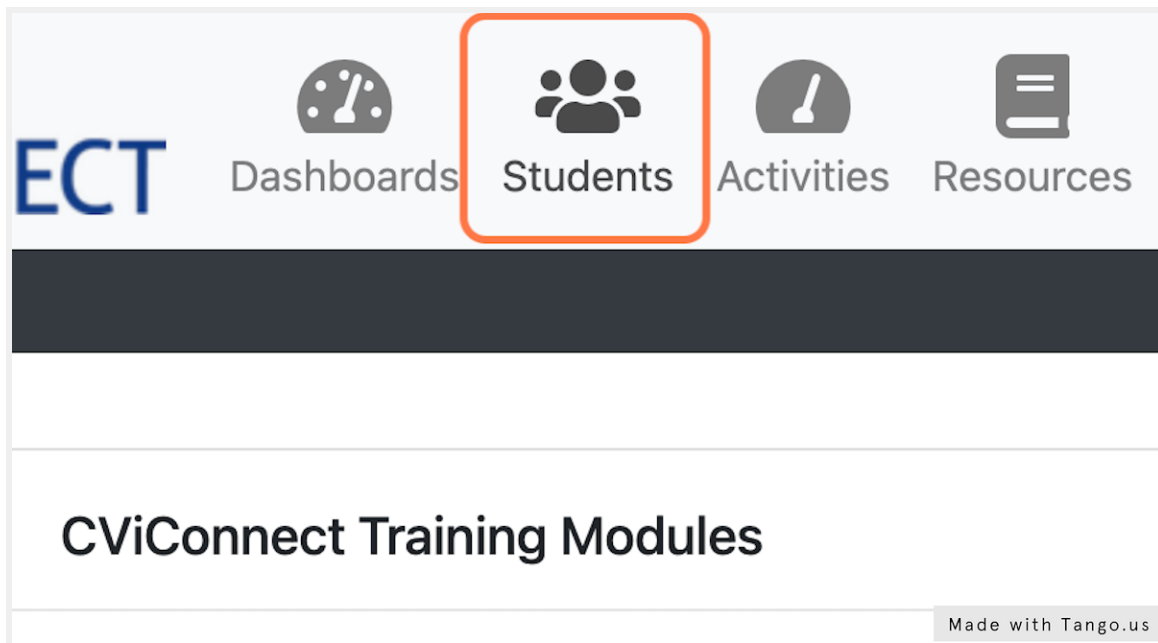 ECT
Dashboards Students Activities Resources
CViConnect Training Modules
Made with Tango.us